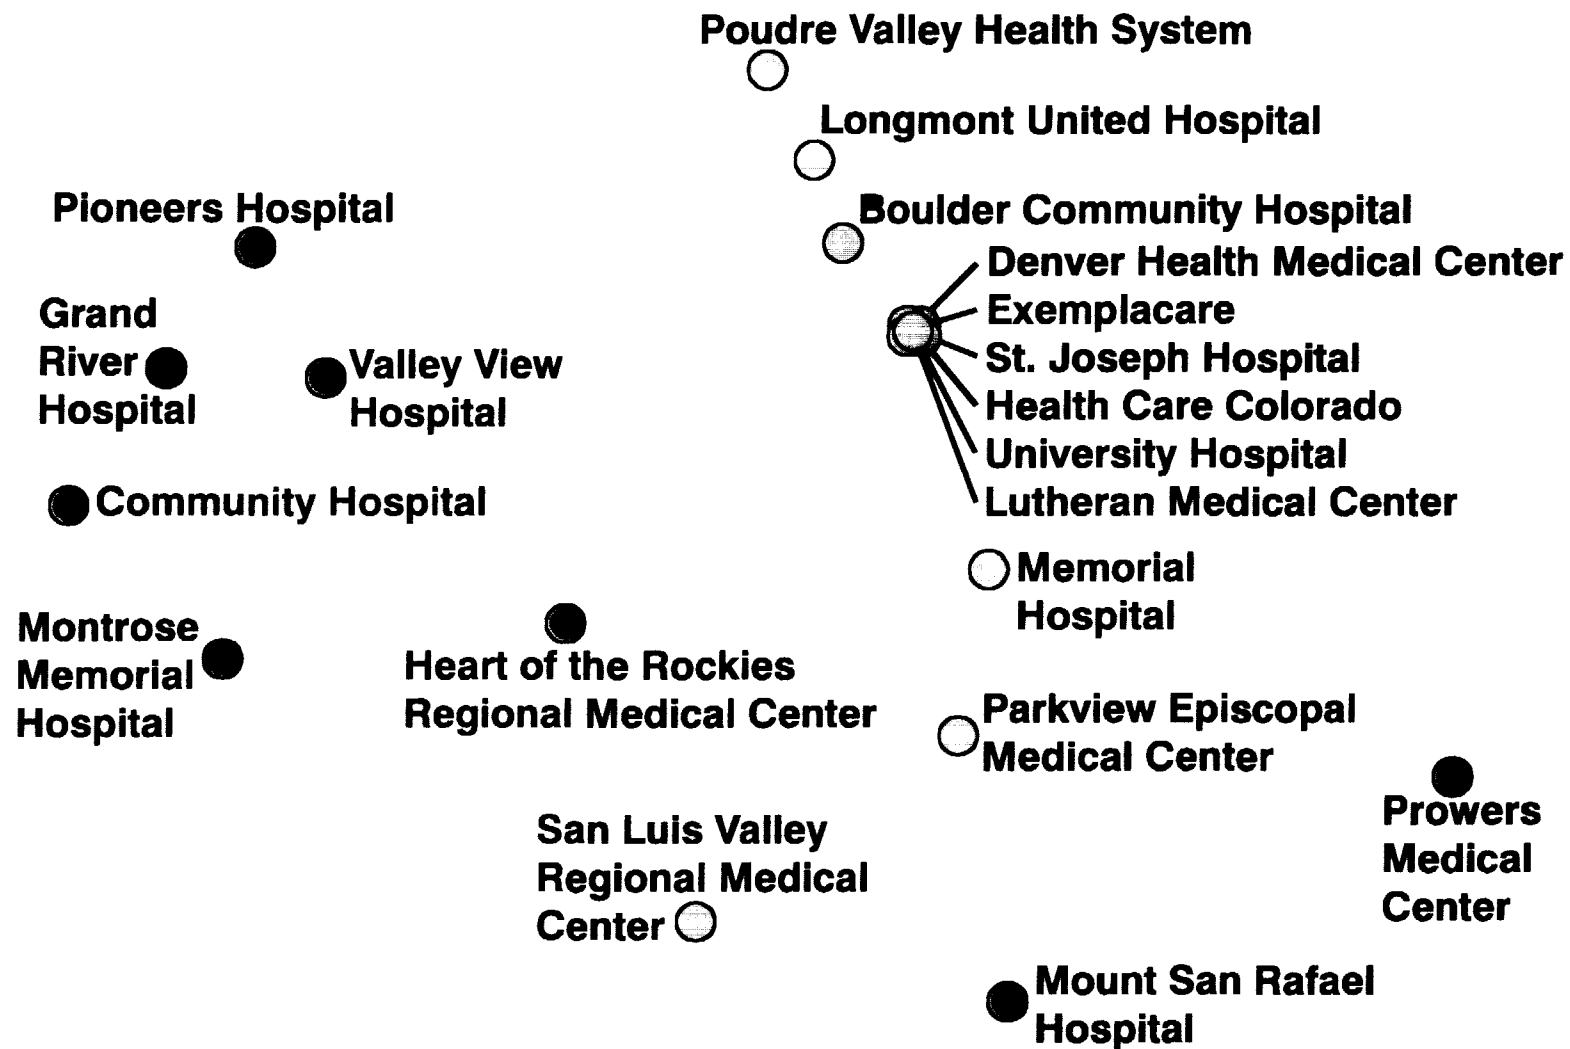 Poudre Valley Health System
Longmont United Hospital
Pioneers Hospital
Boulder Community Hospital
Denver Health Medical Center
Exemplacare
St. Joseph Hospital
Health Care Colorado
University Hospital
Lutheran Medical Center
Grand
River
Hospital
Valley View
Hospital
Community Hospital
Memorial
Hospital
Montrose
Memorial
Hospital
Heart of the Rockies
Regional Medical Center
Parkview Episcopal
Medical Center
Prowers
Medical
Center
San Luis Valley
Regional Medical
Center
Mount San Rafael
Hospital